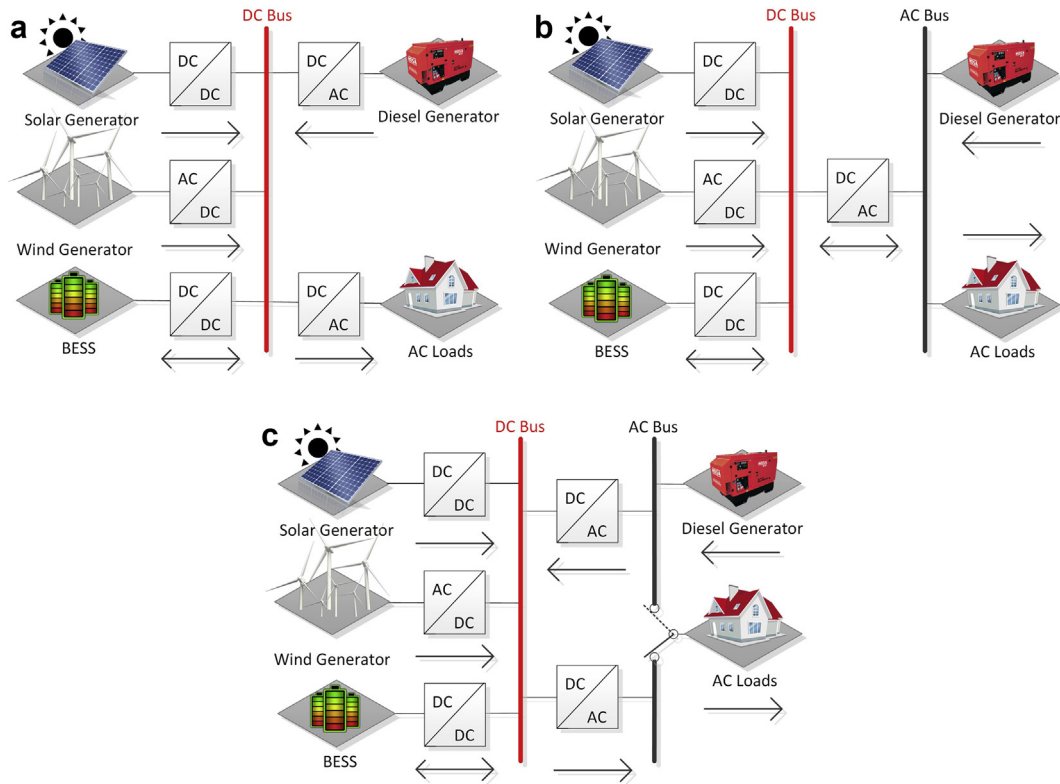 a
DC Bus
DC
DC
DC
AC
Solar Generator
Diesel Generator
AC
DC
Wind Generator
DC
DC
DC
AC
BESS
AC Loads
b
DC Bus
AC Bus
DC
DC
Solar Generator
Diesel Generator
AC
DC
DC
AC
Wind Generator
DC
DC
BESS
AC Loads
c
DC Bus
AC Bus
DC
DC
DC
AC
Solar Generator
Diesel Generator
AC
DC
Wind Generator
DC
AC
AC Loads
DC
DC
BESS